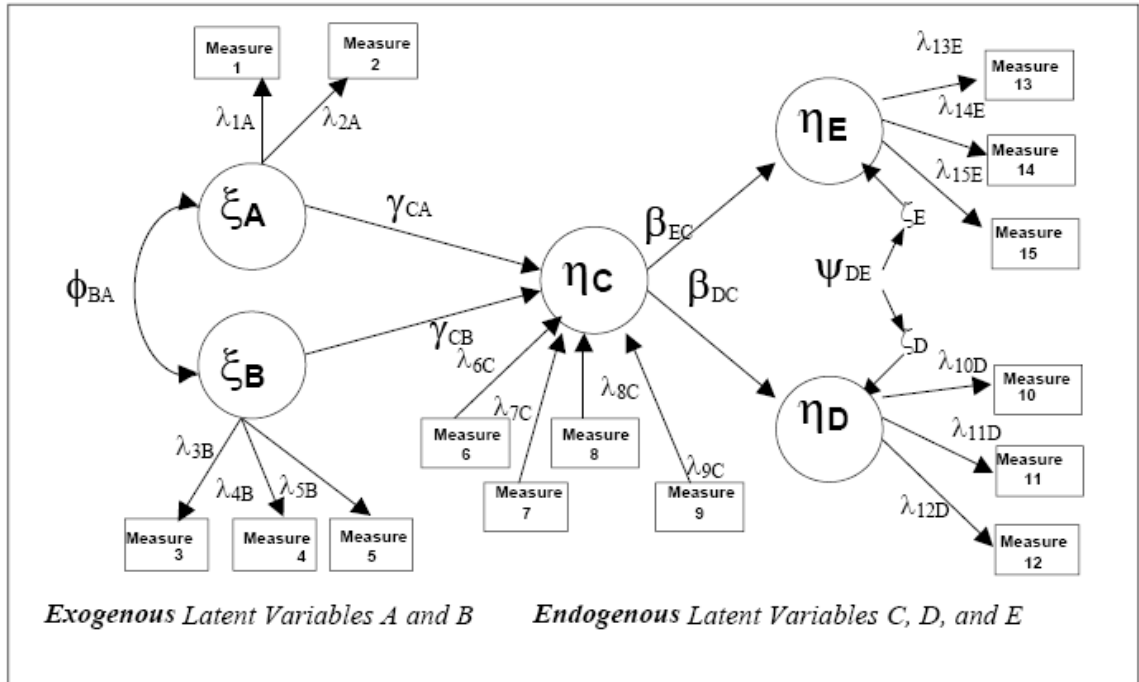 Measure
1
Measure
2
λ1A
λ2A
ξA
γCA
ϕBA
ξB
γCB
λ3B
λ4B
λ5B
Measure
3
Measure
4
Measure
5
ηC
λ6C
λ7C
λ8C
λ9C
Measure
6
Measure
7
Measure
8
Measure
9
βEC
βDC
ηE
λ13E
λ14E
λ15E
Measure
13
Measure
14
Measure
15
ζE
ψDE
ζD
ηD
λ10D
λ11D
λ12D
Measure
10
Measure
11
Measure
12
Exogenous Latent Variables A and B
Endogenous Latent Variables C, D, and E